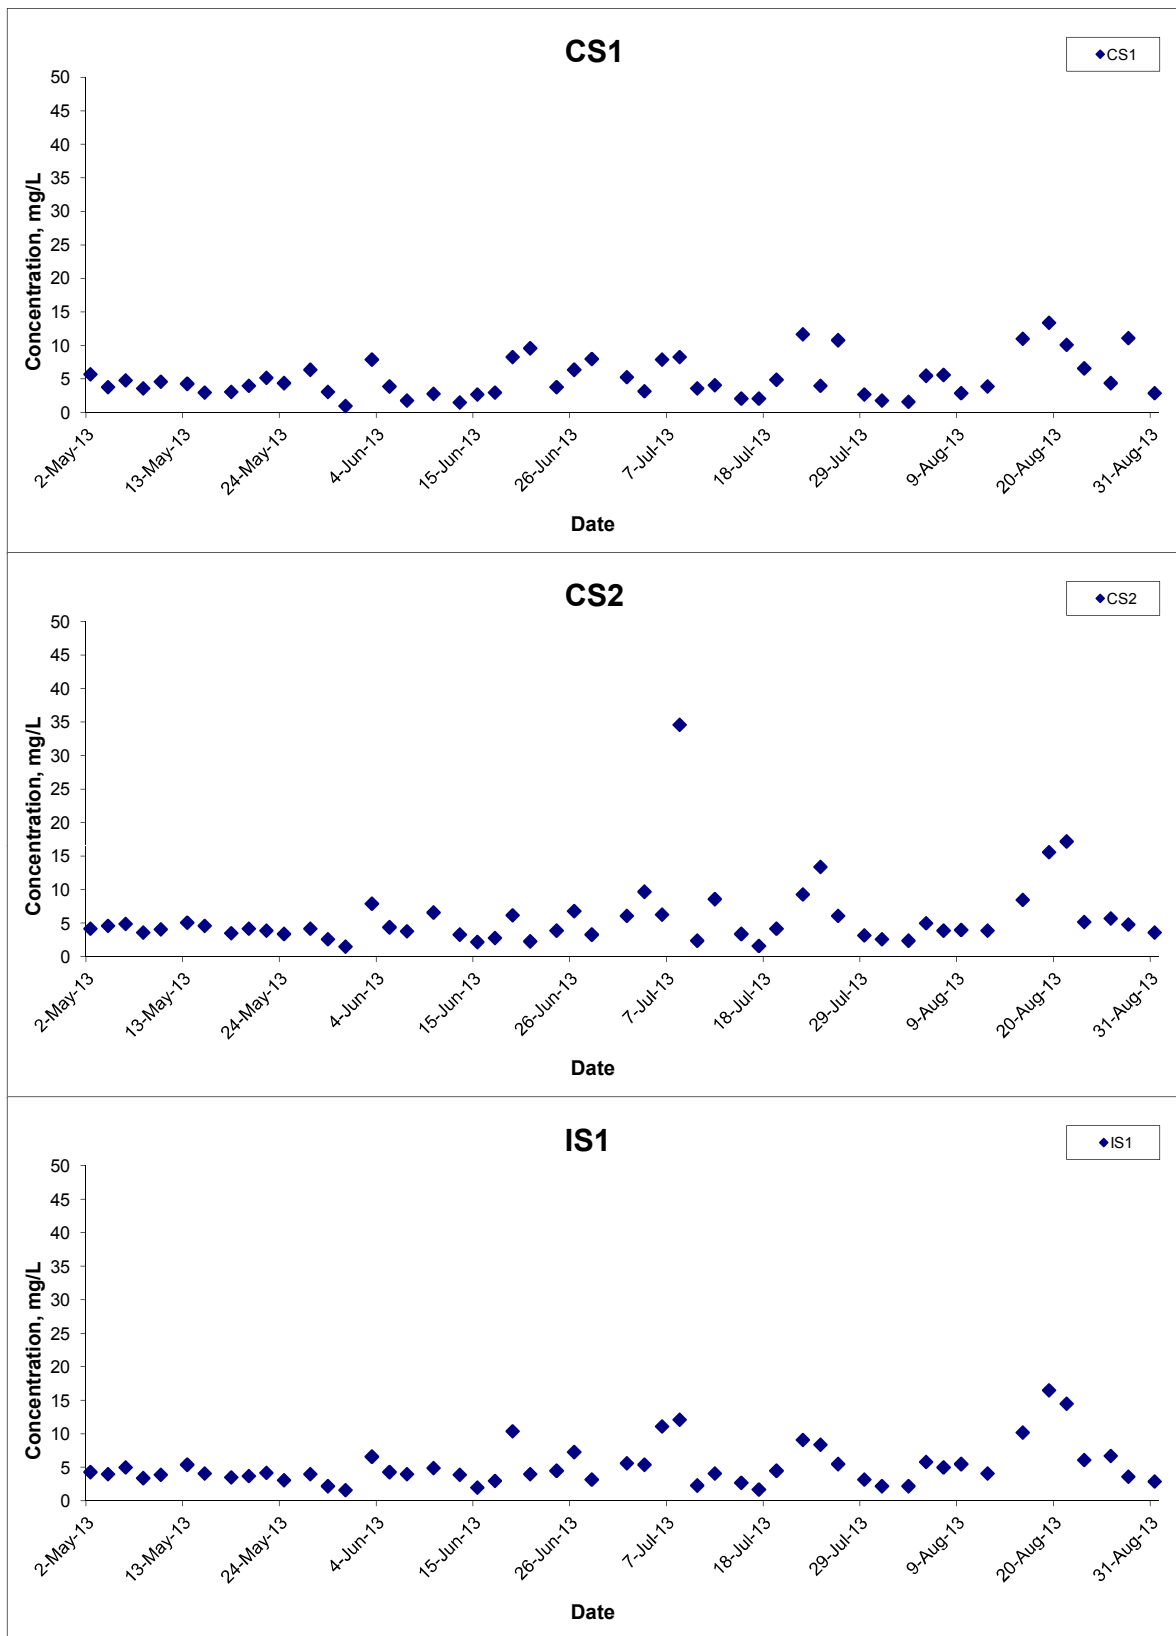 CS1
CS1
50
45
40
35
30
25
20
15
10
5
0
Concentration, mg/L
2-May-13
13-May-13
24-May-13
4-Jun-13
15-Jun-13
26-Jun-13
7-Jul-13
18-Jul-13
29-Jul-13
9-Aug-13
20-Aug-13
31-Aug-13
Date
CS2
CS2
50
45
40
35
30
25
20
15
10
5
0
Concentration, mg/L
2-May-13
13-May-13
24-May-13
4-Jun-13
15-Jun-13
26-Jun-13
7-Jul-13
18-Jul-13
29-Jul-13
9-Aug-13
20-Aug-13
31-Aug-13
Date
IS1
IS1
50
45
40
35
30
25
20
15
10
5
0
Concentration, mg/L
2-May-13
13-May-13
24-May-13
4-Jun-13
15-Jun-13
26-Jun-13
7-Jul-13
18-Jul-13
29-Jul-13
9-Aug-13
20-Aug-13
31-Aug-13
Date